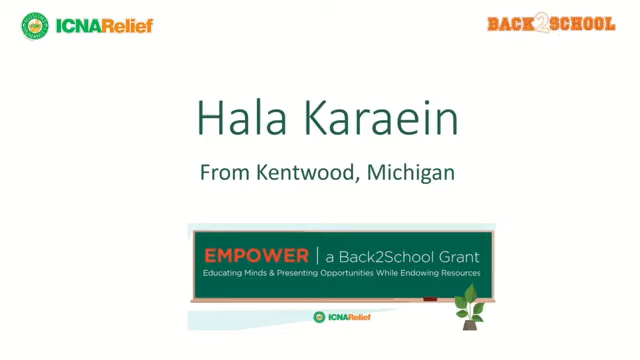 ICNARelief
BACK2SCHOOL
Hala Karaein
From Kentwood, Michigan
EMPOWER | a Back2School Grant
Educating Minds & Presenting Opportunities While Endowing Resources
ICNARelief